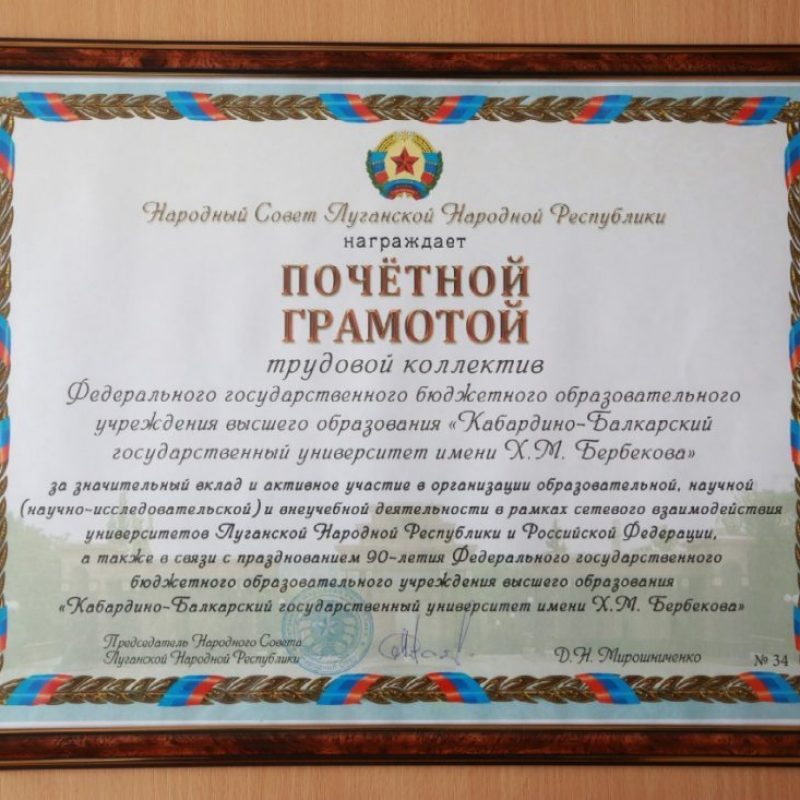 Народный Совет Луганской Народной Республики
награждает
ПОЧЁТНОЙ
ГРАМОТОЙ
трудовой коллектив
Федерального государственного бюджетного образовательного
учреждения высшего образования «Кабардино-Балкарский
государственный университет имени Х.М. Бербекова»
за значительный вклад и активное участие в организации образовательной, научной
(научно-исследовательской) и внеучебной деятельности в рамках сетевого взаимодействия
университетов Луганской Народной Республики и Российской Федерации,
а также в связи с празднованием 90-летия Федерального государственного
бюджетного образовательного учреждения высшего образования
«Кабардино-Балкарский государственный университет имени Х.М. Бербекова»
Председатель Народного Совета
Луганской Народной Республики
Д.Н. Мирошниченко
№ 34